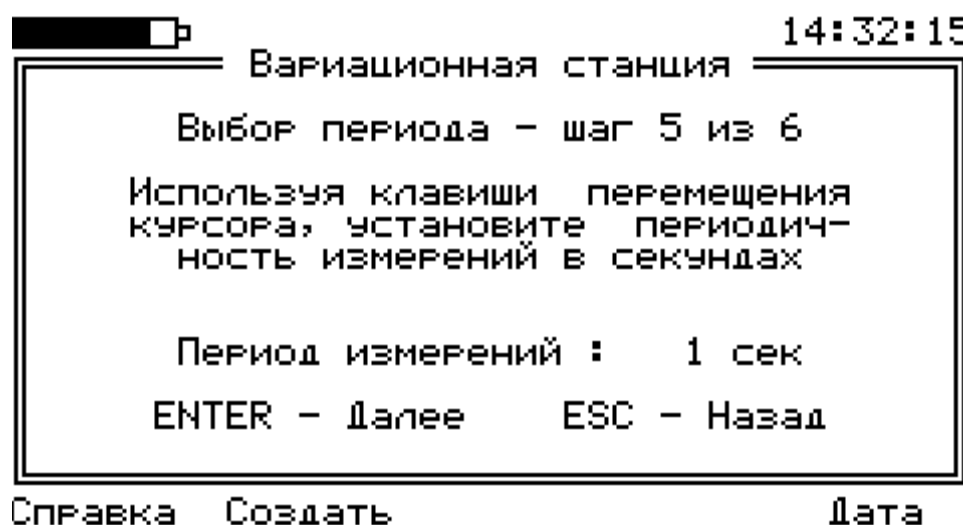 14:32:15
Вариационная станция
Выбор периода - шаг 5 из 6
Используя клавиши перемещения
курсора, установите периодич-
ность измерений в секундах
Период измерений : 1 сек
ENTER - Далее ESC - Назад
Справка Создать Дата